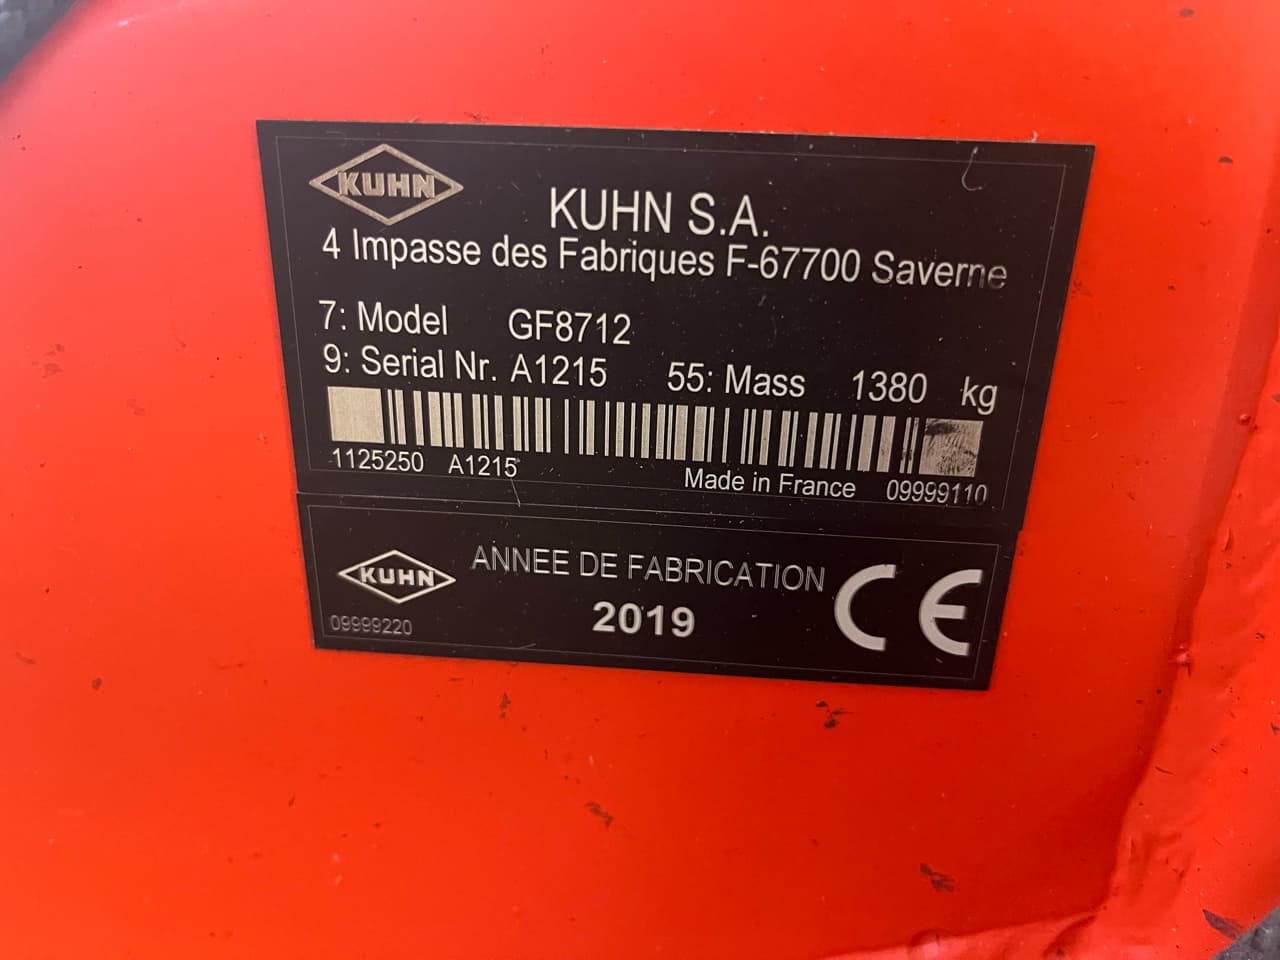 KUHN
KUHN S.A.
4 Impasse des Fabriques F-67700 Saverne
7: Model GF8712
9: Serial Nr. A1215 55: Mass 1380 kg
1125250 A1215 Made in France 09999110
KUHN
ANNEE DE FABRICATION
2019
09999220
CE